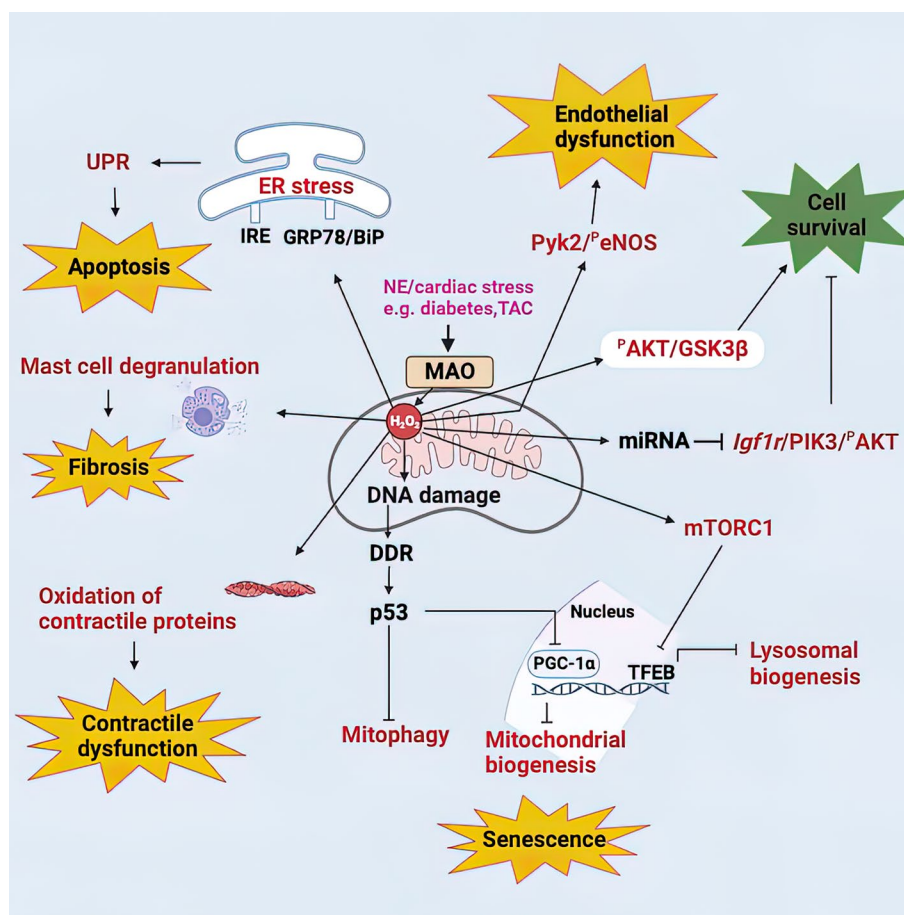 Endothelial
dysfunction
UPR
ER stress
IRE GRP78/BiP
Apoptosis
Pyk2/ᴾeNOS
Cell
survival
NE/cardiac stress
e.g. diabetes,TAC
MAO
ᴾAKT/GSK3β
Mast cell degranulation
Fibrosis
H₂O₂
miRNA
Igf1r/PIK3/ᴾAKT
DNA damage
mTORC1
DDR
p53
Oxidation of
contractile proteins
Contractile
dysfunction
Nucleus
PGC-1α
TFEB
Lysosomal
biogenesis
Mitophagy
Mitochondrial
biogenesis
Senescence